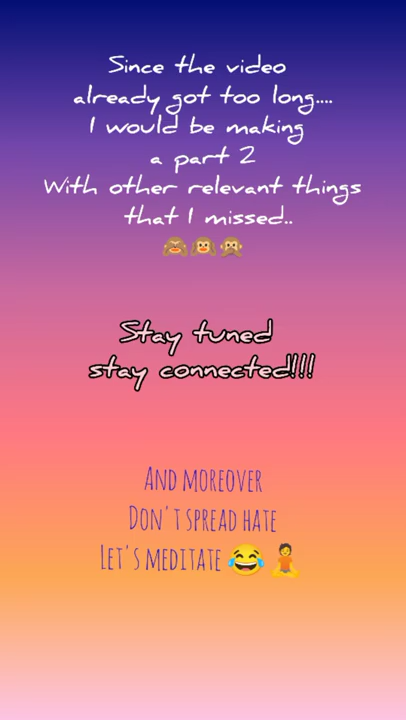 Since the video
already got too long....
I would be making
a part 2
With other relevant things
that I missed..
🙈🙉🙊
Stay tuned
stay connected!!!
AND MOREOVER
DON'T SPREAD HATE
LET'S MEDITATE 😂🧘